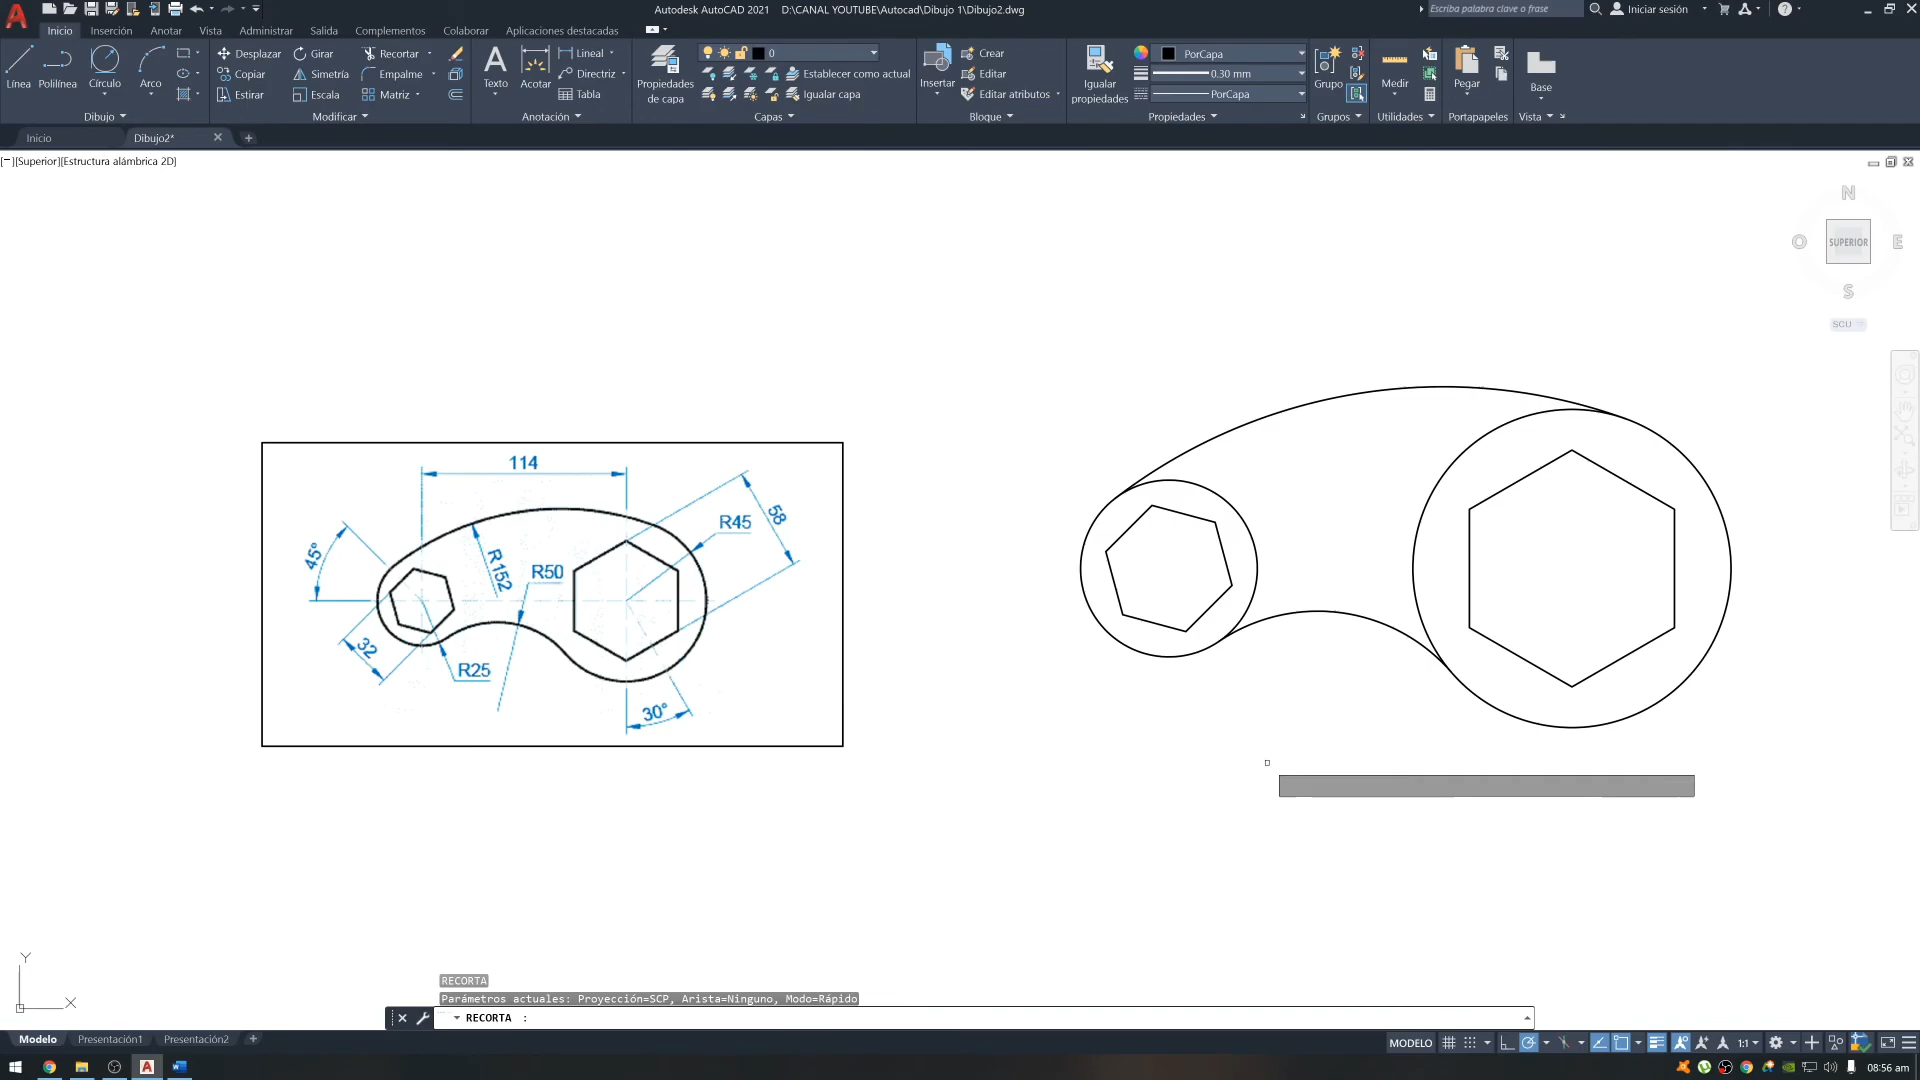 Autodesk AutoCAD 2021 D:\CANAL YOUTUBE\Autocad\Dibujo 1\Dibujo2.dwg
Escriba palabra clave o frase
Iniciar sesión
Inicio Inserción Anotar Vista Administrar Salida Complementos Colaborar Aplicaciones destacadas
Línea Polilínea Círculo Arco
Dibujo
Desplazar Girar Recortar
Copiar Simetría Empalme
Estirar Escala Matriz
Modificar
Texto Acotar
Lineal
Directriz
Tabla
Anotación
Propiedades de capa
0
Establecer como actual
Igualar capa
Capas
Insertar
Crear
Editar
Editar atributos
Bloque
Igualar propiedades
PorCapa
0.30 mm
PorCapa
Propiedades
Grupo
Grupos
Medir
Utilidades
Pegar
Portapapeles
Base
Vista
Inicio Dibujo2*
[−][Superior][Estructura alámbrica 2D]
N
O SUPERIOR E
S
SCU
114
58
R45
45°
R152
R50
32
R25
30°
Y
X
RECORTA
Parámetros actuales: Proyección=SCP, Arista=Ninguno, Modo=Rápido
RECORTA :
Modelo Presentación1 Presentación2
MODELO 1:1
08:56 am